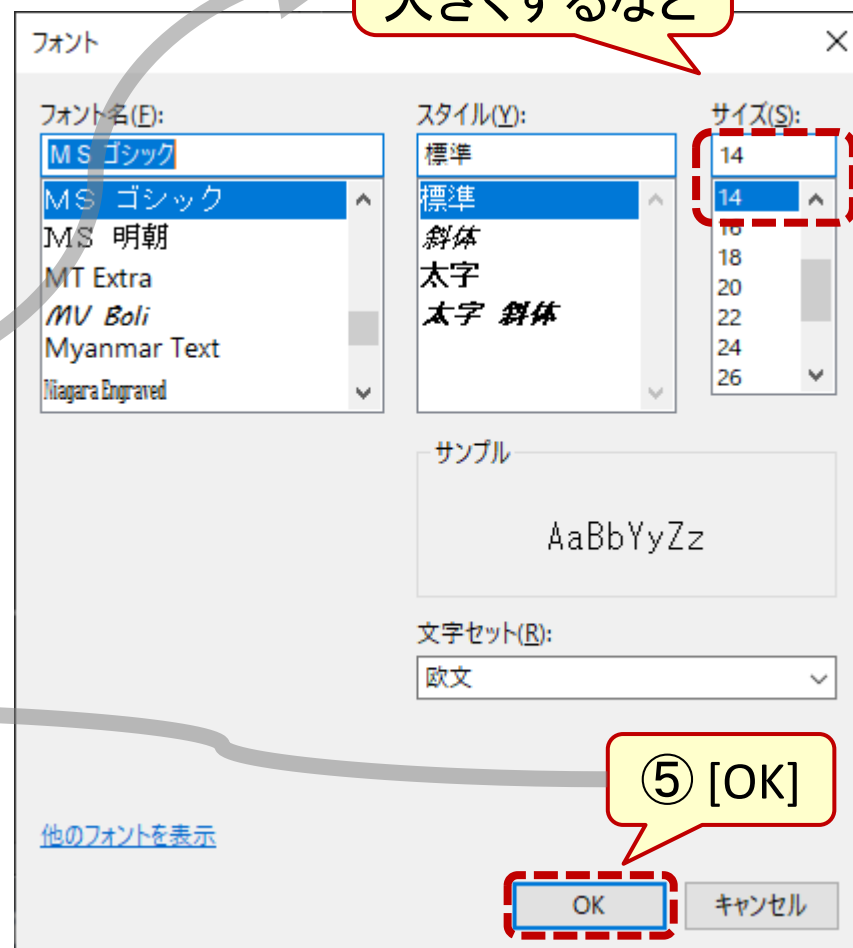 大きくするなど
フォント
フォント名(F):
ＭＳ ゴシック
ＭＳ ゴシック
ＭＳ 明朝
MT Extra
MV Boli
Myanmar Text
Niagara Engraved
スタイル(Y):
標準
標準
斜体
太字
太字 斜体
サイズ(S):
14
14
16
18
20
22
24
26
サンプル
AaBbYyZz
文字セット(R):
欧文
⑤ [OK]
他のフォントを表示
OK
キャンセル